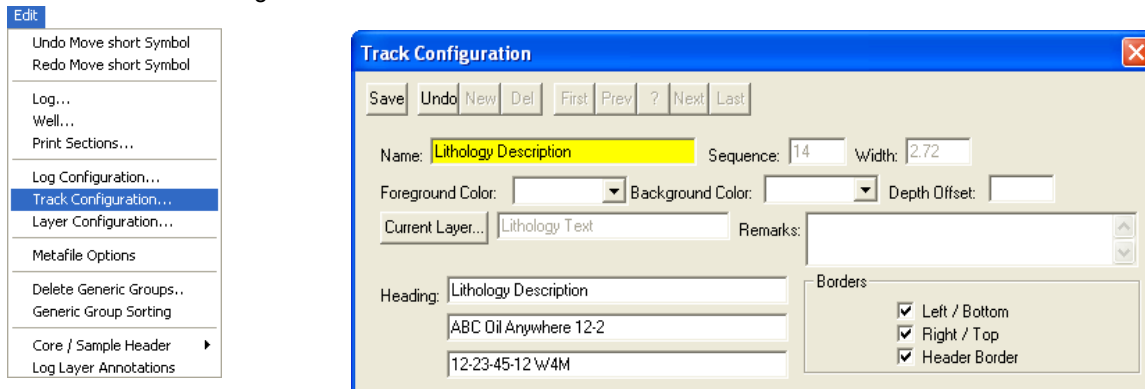 Edit
Undo Move short Symbol
Redo Move short Symbol
Log...
Well...
Print Sections...
Log Configuration...
Track Configuration...
Layer Configuration...
Metafile Options
Delete Generic Groups..
Generic Group Sorting
Core / Sample Header
Log Layer Annotations
Track Configuration
Save Undo New Del First Prev ? Next Last
Name: Lithology Description Sequence: 14 Width: 2.72
Foreground Color: Background Color: Depth Offset:
Current Layer... Lithology Text Remarks:
Heading: Lithology Description
ABC Oil Anywhere 12-2
12-23-45-12 W4M
Borders
Left / Bottom
Right / Top
Header Border